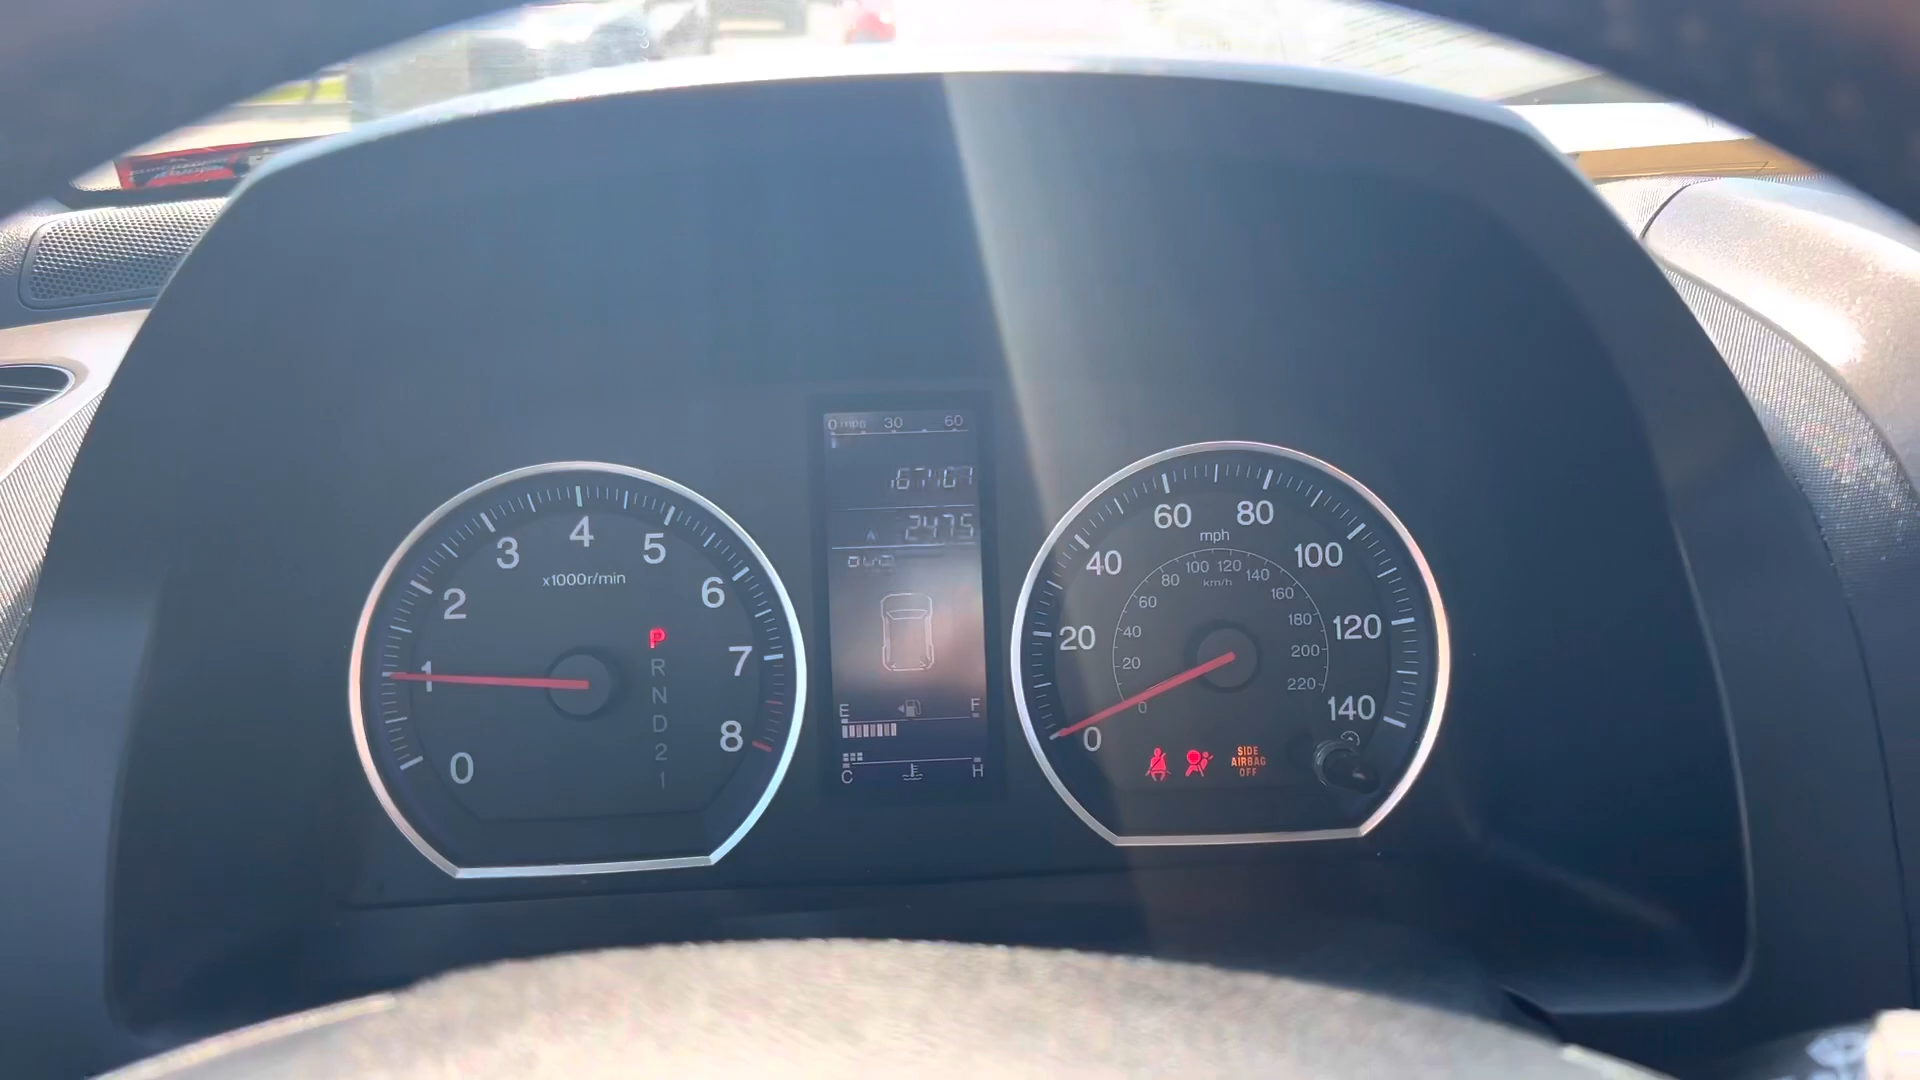 0 mpg 30 60
167167
A 2475
E F
C H
4
3 5
x1000r/min
2 6
P
R
N
D
2
1
1 7
0 8
60 80
mph
40 100
100 120
80 140
km/h
60 160
40 180
20 120
200
20 220
0
0 140
SIDE
AIRBAG
OFF